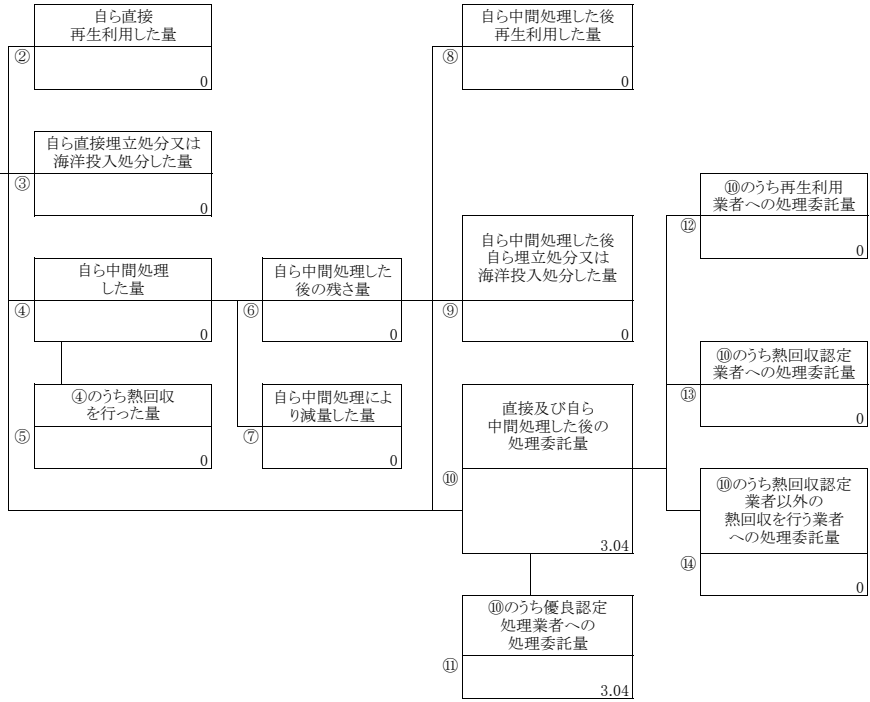 自ら直接
再生利用した量
②
0
自ら直接埋立処分又は
海洋投入処分した量
③
0
自ら中間処理
した量
④
0
④のうち熱回収
を行った量
⑤
0
自ら中間処理した
後の残さ量
⑥
0
自ら中間処理によ
り減量した量
⑦
0
自ら中間処理した後
再生利用した量
⑧
0
自ら中間処理した後
自ら埋立処分又は
海洋投入処分した量
⑨
0
直接及び自ら
中間処理した後の
処理委託量
⑩
3.04
⑩のうち優良認定
処理業者への
処理委託量
⑪
3.04
⑩のうち再生利用
業者への処理委託量
⑫
0
⑩のうち熱回収認定
業者への処理委託量
⑬
0
⑩のうち熱回収認定
業者以外の
熱回収を行う業者
への処理委託量
⑭
0